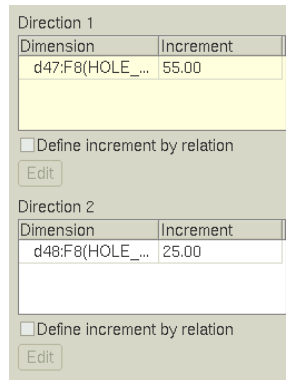 Direction 1
Dimension Increment
d47:F8(HOLE_... 55.00
Define increment by relation
Edit
Direction 2
Dimension Increment
d48:F8(HOLE_... 25.00
Define increment by relation
Edit